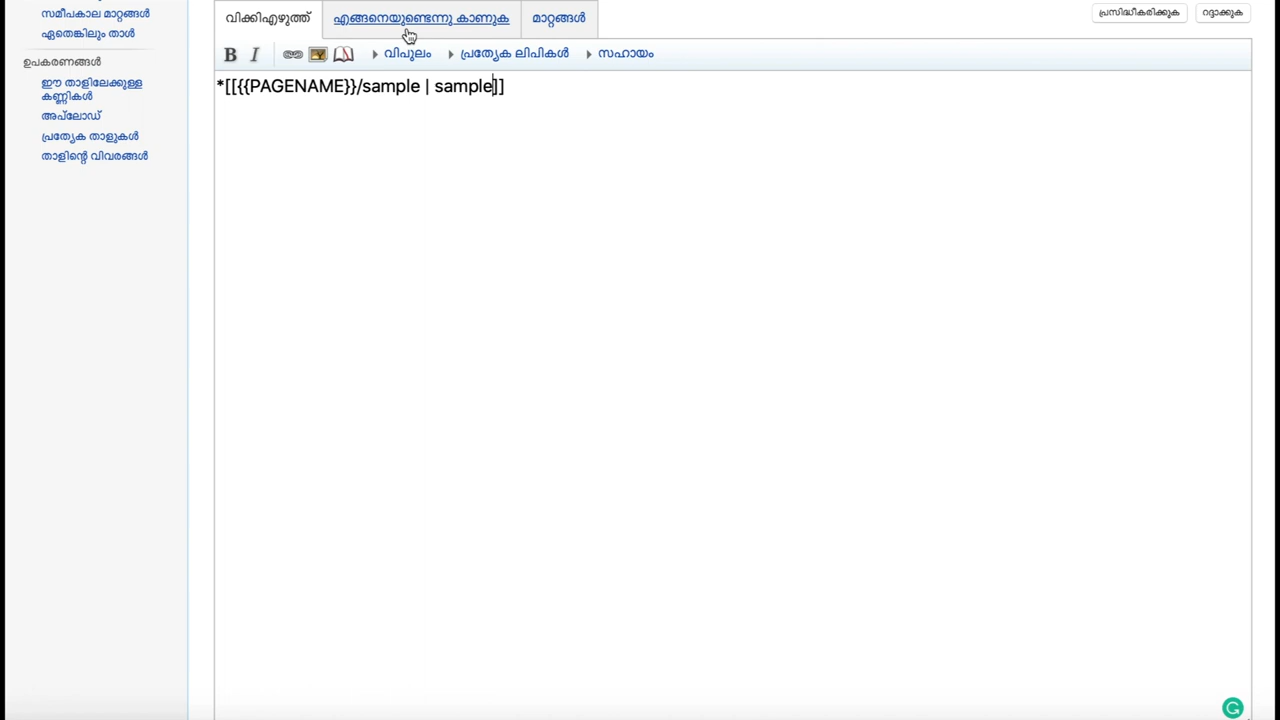 സമീപകാല മാറ്റങ്ങൾ
ഏതെങ്കിലും താൾ
ഉപകരണങ്ങൾ
ഈ താളിലേക്കുള്ള
കണ്ണികൾ
അപ്‌ലോഡ്
പ്രത്യേക താളുകൾ
താളിന്റെ വിവരങ്ങൾ
വിക്കിഎഴുത്ത് എങ്ങനെയുണ്ടെന്നു കാണുക മാറ്റങ്ങൾ
പ്രസിദ്ധീകരിക്കുക റദ്ദാക്കുക
B I വിപുലം പ്രത്യേക ലിപികൾ സഹായം
*[[{{PAGENAME}}/sample | sample]]